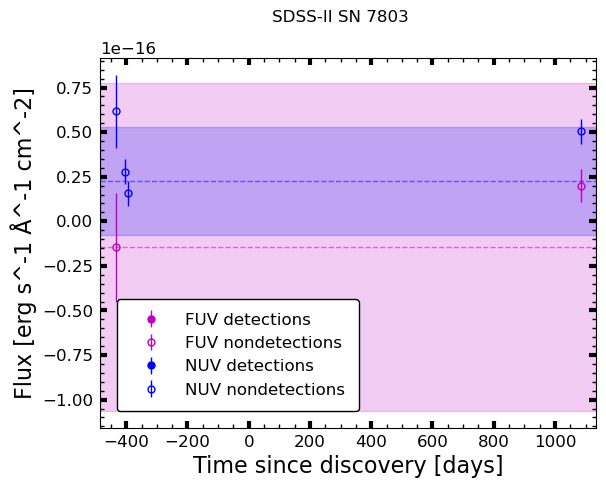 SDSS-II SN 7803
1e−16
0.75
0.50
0.25
0.00
−0.25
−0.50
−0.75
−1.00
Flux [erg s^-1 Å^-1 cm^-2]
FUV detections
FUV nondetections
NUV detections
NUV nondetections
−400 −200 0 200 400 600 800 1000
Time since discovery [days]